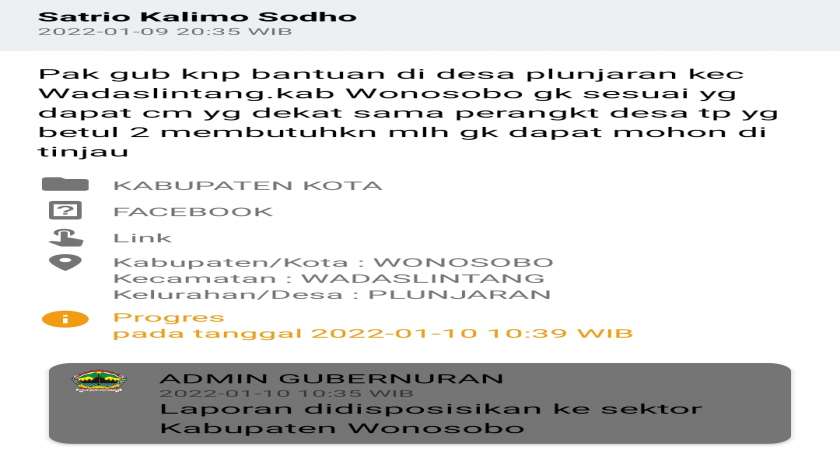 Satrio Kalimo Sodho
2022-01-09 20:35 WIB
Pak gub knp bantuan di desa plunjaran kec
Wadaslintang.kab Wonosobo gk sesuai yg
dapat cm yg dekat sama perangkt desa tp yg
betul 2 membutuhkn mlh gk dapat mohon di
tinjau
KABUPATEN KOTA
FACEBOOK
Link
Kabupaten/Kota : WONOSOBO
Kecamatan : WADASLINTANG
Kelurahan/Desa : PLUNJARAN
Progres
pada tanggal 2022-01-10 10:39 WIB
ADMIN GUBERNURAN
2022-01-10 10:35 WIB
Laporan didisposisikan ke sektor
Kabupaten Wonosobo